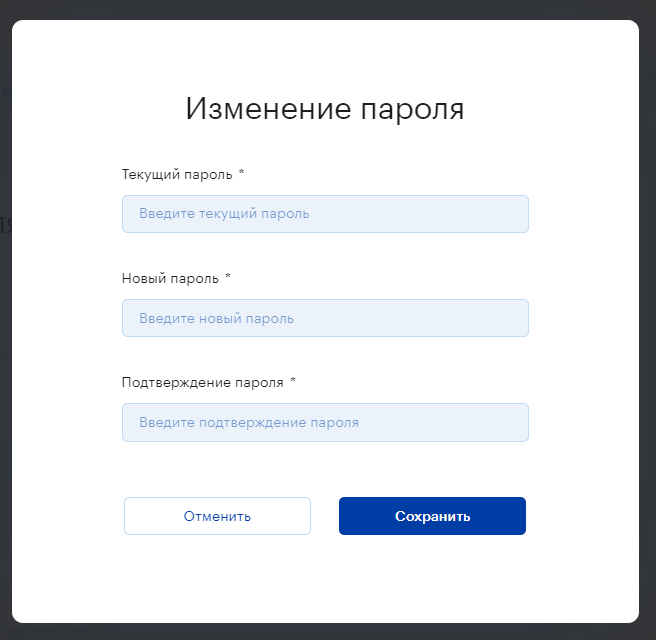 Изменение пароля
Текущий пароль *
Введите текущий пароль
Новый пароль *
Введите новый пароль
Подтверждение пароля *
Введите подтверждение пароля
Отменить Сохранить